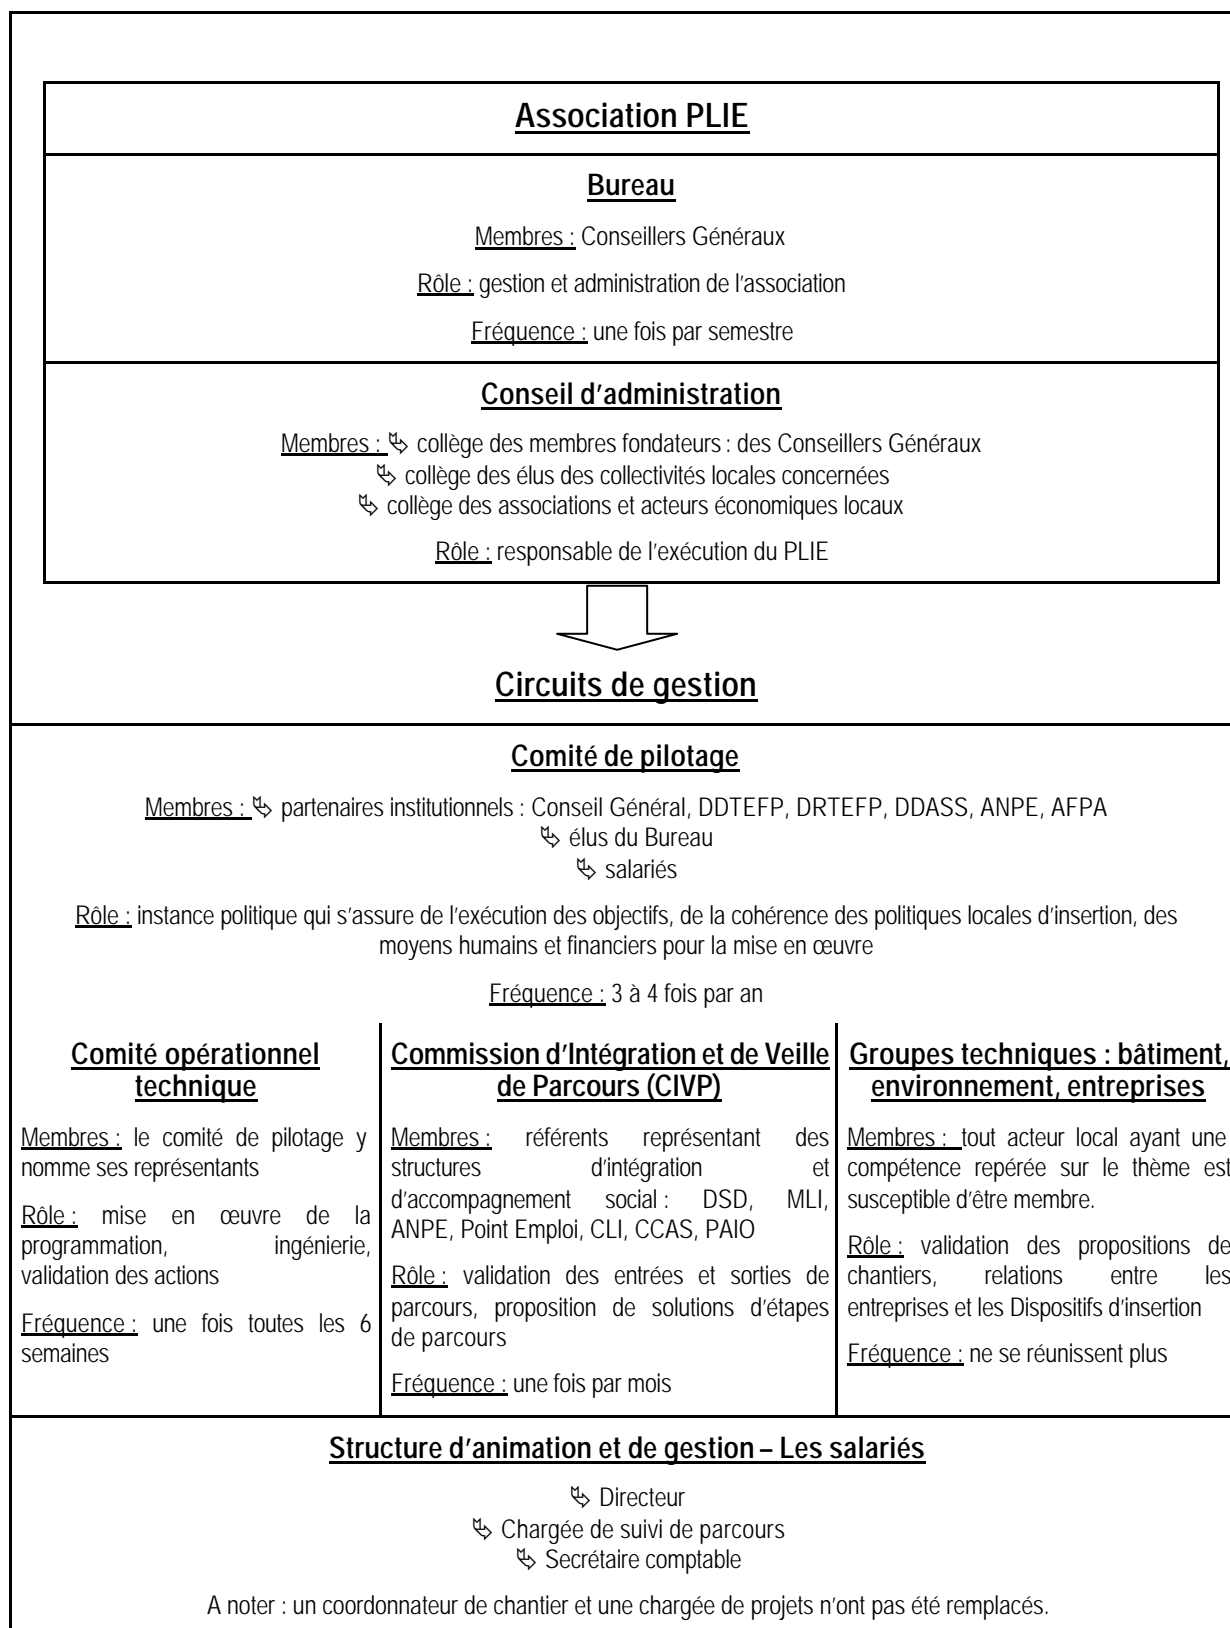 Association PLIE
Bureau
Membres : Conseillers Généraux
Rôle : gestion et administration de l'association
Fréquence : une fois par semestre
Conseil d'administration
Membres : ↳ collège des membres fondateurs : des Conseillers Généraux
↳ collège des élus des collectivités locales concernées
↳ collège des associations et acteurs économiques locaux
Rôle : responsable de l'exécution du PLIE
Circuits de gestion
Comité de pilotage
Membres : ↳ partenaires institutionnels : Conseil Général, DDTEFP, DRTEFP, DDASS, ANPE, AFPA
↳ élus du Bureau
↳ salariés
Rôle : instance politique qui s'assure de l'exécution des objectifs, de la cohérence des politiques locales d'insertion, des
moyens humains et financiers pour la mise en œuvre
Fréquence : 3 à 4 fois par an
Comité opérationnel
technique
Membres : le comité de pilotage y
nomme ses représentants
Rôle : mise en œuvre de la
programmation, ingénierie,
validation des actions
Fréquence : une fois toutes les 6
semaines
Commission d'Intégration et de Veille
de Parcours (CIVP)
Membres : référents représentant des
structures d'intégration et
d'accompagnement social : DSD, MLI,
ANPE, Point Emploi, CLI, CCAS, PAIO
Rôle : validation des entrées et sorties de
parcours, proposition de solutions d'étapes
de parcours
Fréquence : une fois par mois
Groupes techniques : bâtiment,
environnement, entreprises
Membres : tout acteur local ayant une
compétence repérée sur le thème est
susceptible d'être membre.
Rôle : validation des propositions de
chantiers, relations entre les
entreprises et les Dispositifs d'insertion
Fréquence : ne se réunissent plus
Structure d'animation et de gestion – Les salariés
↳ Directeur
↳ Chargée de suivi de parcours
↳ Secrétaire comptable
A noter : un coordonnateur de chantier et une chargée de projets n'ont pas été remplacés.